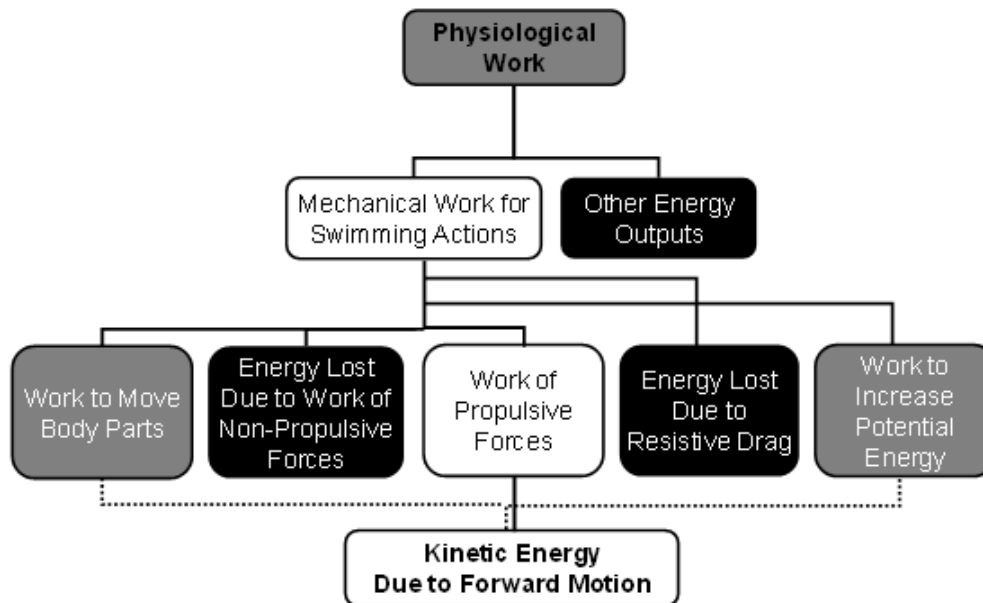 Physiological
Work
Mechanical Work for
Swimming Actions
Other Energy
Outputs
Work to Move
Body Parts
Energy Lost
Due to Work of
Non-Propulsive
Forces
Work of
Propulsive
Forces
Energy Lost
Due to
Resistive Drag
Work to
Increase
Potential
Energy
Kinetic Energy
Due to Forward Motion